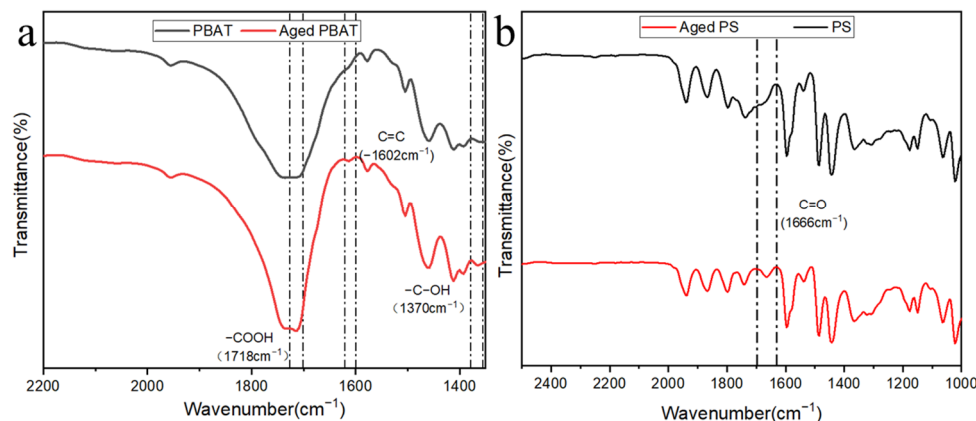 a
PBAT Aged PBAT
Transmittance(%)
C=C
(−1602cm⁻¹)
−C−OH
(1370cm⁻¹)
−COOH
(1718cm⁻¹)
2200 2000 1800 1600 1400
Wavenumber(cm⁻¹)
b
Aged PS PS
Transmittance(%)
C=O
(1666cm⁻¹)
2400 2200 2000 1800 1600 1400 1200 1000
Wavenumber(cm⁻¹)